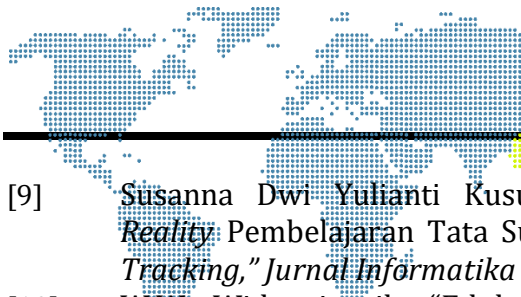 [9] Susanna Dwi Yulianti Kusu
Reality Pembelajaran Tata Su
Tracking,” Jurnal Informatika